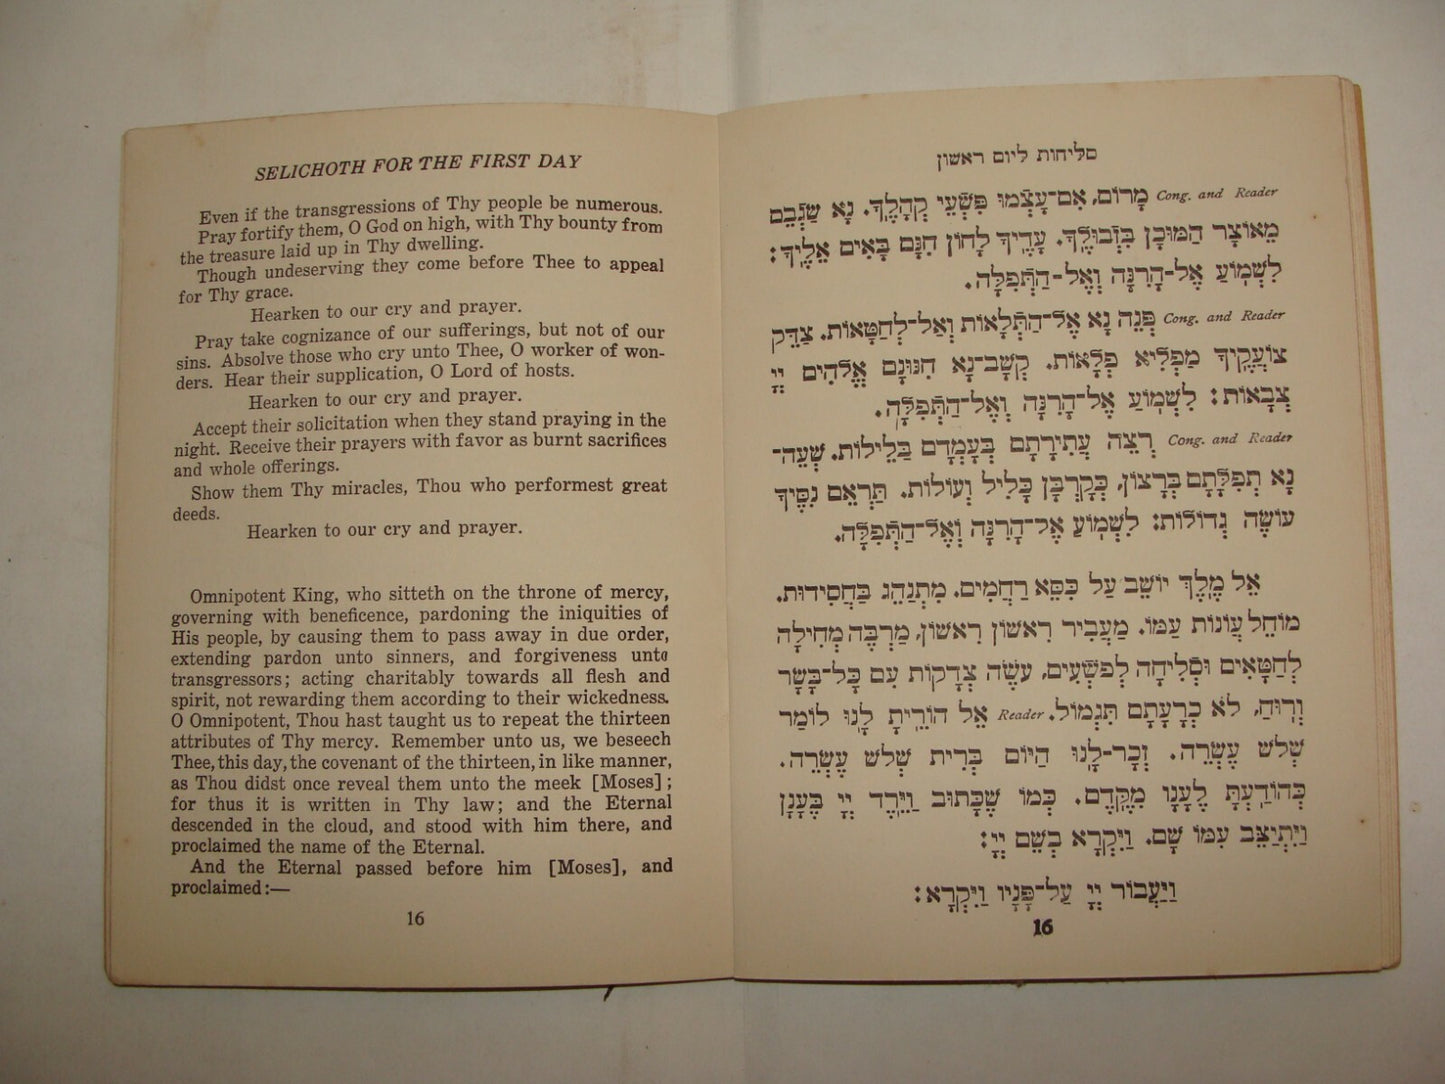 SELICHOTH FOR THE FIRST DAY
Even if the transgressions of Thy people be numerous.
Pray fortify them, O God on high, with Thy bounty from
the treasure laid up in Thy dwelling.
Though undeserving they come before Thee to appeal
for Thy grace.
Hearken to our cry and prayer.
Pray take cognizance of our sufferings, but not of our
sins. Absolve those who cry unto Thee, O worker of won-
ders. Hear their supplication, O Lord of hosts.
Hearken to our cry and prayer.
Accept their solicitation when they stand praying in the
night. Receive their prayers with favor as burnt sacrifices
and whole offerings.
Show them Thy miracles, Thou who performest great
deeds.
Hearken to our cry and prayer.
Omnipotent King, who sitteth on the throne of mercy,
governing with beneficence, pardoning the iniquities of
His people, by causing them to pass away in due order,
extending pardon unto sinners, and forgiveness unto
transgressors; acting charitably towards all flesh and
spirit, not rewarding them according to their wickedness.
O Omnipotent, Thou hast taught us to repeat the thirteen
attributes of Thy mercy. Remember unto us, we beseech
Thee, this day, the covenant of the thirteen, in like manner,
as Thou didst once reveal them unto the meek [Moses];
for thus it is written in Thy law; and the Eternal
descended in the cloud, and stood with him there, and
proclaimed the name of the Eternal.
And the Eternal passed before him [Moses], and
proclaimed:—
16
סליחות ליום ראשון
Cong. and Reader מָרוֹם, אִם־עָצְמוּ פִּשְׁעֵי קְהָלֶךָ. נָא שַׂגְּבֵם
מֵאוֹצָר הַמּוּכָן בִּזְבוּלֶךָ. עָדֶיךָ לָחוֹן חִנָּם בָּאִים אֵלֶיךָ:
לִשְׁמוֹעַ אֶל־הָרִנָּה וְאֶל־הַתְּפִלָּה.
Cong. and Reader פְּנֵה נָא אֶל־הַתְּלָאוֹת וְאַל־לְחַטָּאוֹת. צַדֵּק
צוֹעֲקֶיךָ מַפְלִיא פְלָאוֹת. קְשָׁב־נָא חִנּוּנָם אֱלֹהִים יְיָ
צְבָאוֹת: לִשְׁמוֹעַ אֶל־הָרִנָּה וְאֶל־הַתְּפִלָּה.
Cong. and Reader רְצֵה עֲתִירָתָם בְּעָמְדָם בַּלֵּילוֹת. שְׁעֵה־
נָא תְפִלָּתָם בְּרָצוֹן, כְּקָרְבַּן כָּלִיל וְעוֹלוֹת. תַּרְאֵם נִסֶּיךָ
עוֹשֶׂה גְדוֹלוֹת: לִשְׁמוֹעַ אֶל־הָרִנָּה וְאֶל־הַתְּפִלָּה.
אֵל מֶלֶךְ יוֹשֵׁב עַל כִּסֵּא רַחֲמִים. מִתְנַהֵג בַּחֲסִידוּת.
מוֹחֵל עֲוֹנוֹת עַמּוֹ. מַעֲבִיר רִאשׁוֹן רִאשׁוֹן, מַרְבֶּה מְחִילָה
לְחַטָּאִים וּסְלִיחָה לְפשְׁעִים, עֹשֶׂה צְדָקוֹת עִם כָּל־בָּשָׂר
וְרוּחַ, לֹא כְרָעָתָם תִּגְמוֹל. Reader אֵל הוֹרֵיתָ לָּנוּ לוֹמַר
שְׁלֹשׁ עֶשְׂרֵה. זְכָר־לָנוּ הַיּוֹם בְּרִית שְׁלֹשׁ עֶשְׂרֵה.
כְּהוֹדַעְתָּ לֶעָנָו מִקֶּדֶם. כְּמוֹ שֶׁכָּתוּב וַיֵּרֶד יְיָ בֶּעָנָן
וַיִּתְיַצֵּב עִמּוֹ שָׁם. וַיִּקְרָא בְשֵׁם יְיָ:
וַיַּעֲבוֹר יְיָ עַל־פָּנָיו וַיִּקְרָא:
16